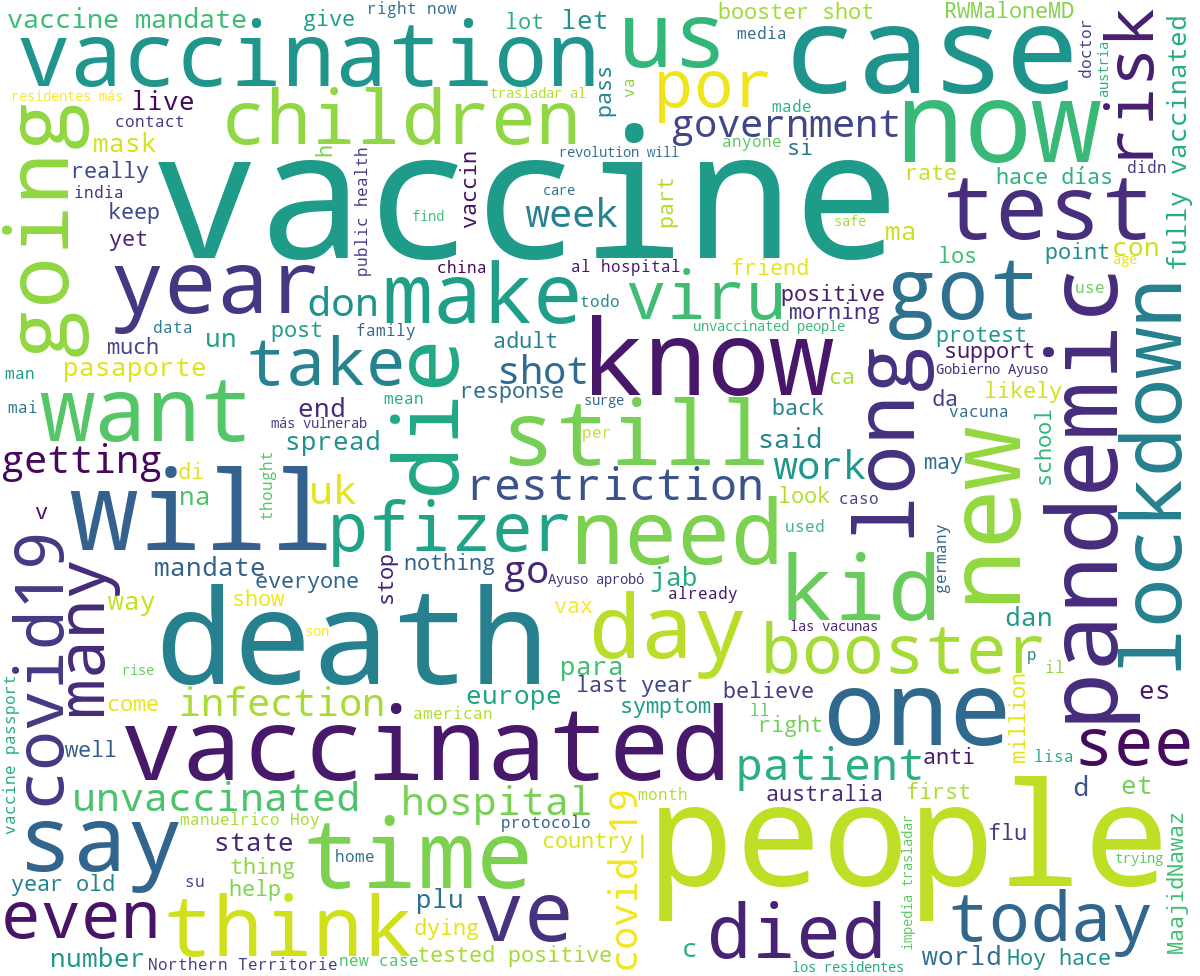 vaccine mandate
give
right now
lot
let
booster shot
RWMaloneMD
vaccination
us
media
case
doctor
austria
risk
fully vaccinated
residentes más
live
contact
children
trasladar al
pass
va
por
made
government
anyone
si
now
going
mask
really
india
keep
yet
h
public health
vaccine
vaccin
revolution will
care
find
week
part
safe
ma
rate
hace días
didn
test
year
don
make
china
al hospital
todo
viru
friend
positive
morning
got
los
point
con
age
use
data
much
un
post
family
adult
unvaccinated people
protest
support
Gobierno Ayuso
pandemic
lockdown
man
pasaporte
take
shot
response
know
ca
long
da
likely
mai
want
end
mean
más vulnerab
die
surge
per
still
back
said
vacuna
new
school
getting
di
na
spread
thought
uk
restriction
work
look
caso
may
v
will
pfizer
need
used
covid19
many
mandate
everyone
stop
nothing
go
Ayuso aprobó
jab
already
kid
germany
way
show
son
death
vax
day
las vacunas
booster
dan
p
il
rise
para
come
infection
europe
last year
believe
symptom
american
ll
right
one
million
es
see
vaccine passport
well
vaccinated
patient
anti
lisa
unvaccinated
hospital
month
australia
first
d
et
say
manuelrico Hoy
protocolo
state
time
country
covid_19
people
flu
trying
MaajidNawaz
thing
home
year old
su
help
plu
dying
even
think
ve
died
impedia trasladar
today
number
Northern Territorie
new case
tested positive
c
world
Hoy hace
los residentes